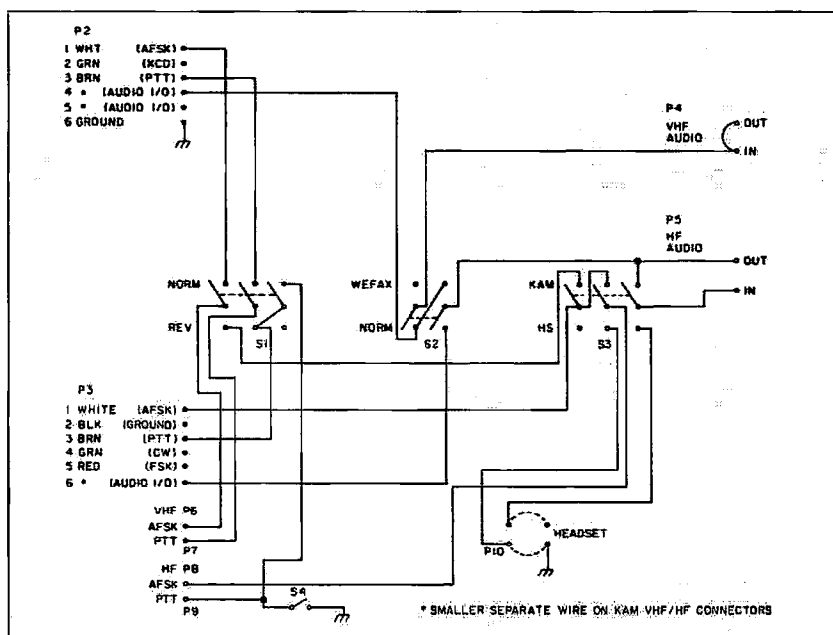 P2
1 WHT (AFSK)
2 GRN (XCD)
3 BRN (PTT)
4 * (AUDIO I/O)
5 * (AUDIO I/O)
6 GROUND
P4
VHF
AUDIO
OUT
IN
P5
HF
AUDIO
OUT
IN
NORM
REV
S1
WEFAX
NORM
S2
KAM
HS
S3
P3
1 WHITE (AFSK)
2 BLK (GROUND)
3 BRN (PTT)
4 GRN (CW)
5 RED (FSK)
6 * (AUDIO I/O)
VHF P6
AFSK
PTT
P7
HF P8
AFSK
PTT
P9
S4
P10
HEADSET
* SMALLER SEPARATE WIRE ON KAM VHF/HF CONNECTORS